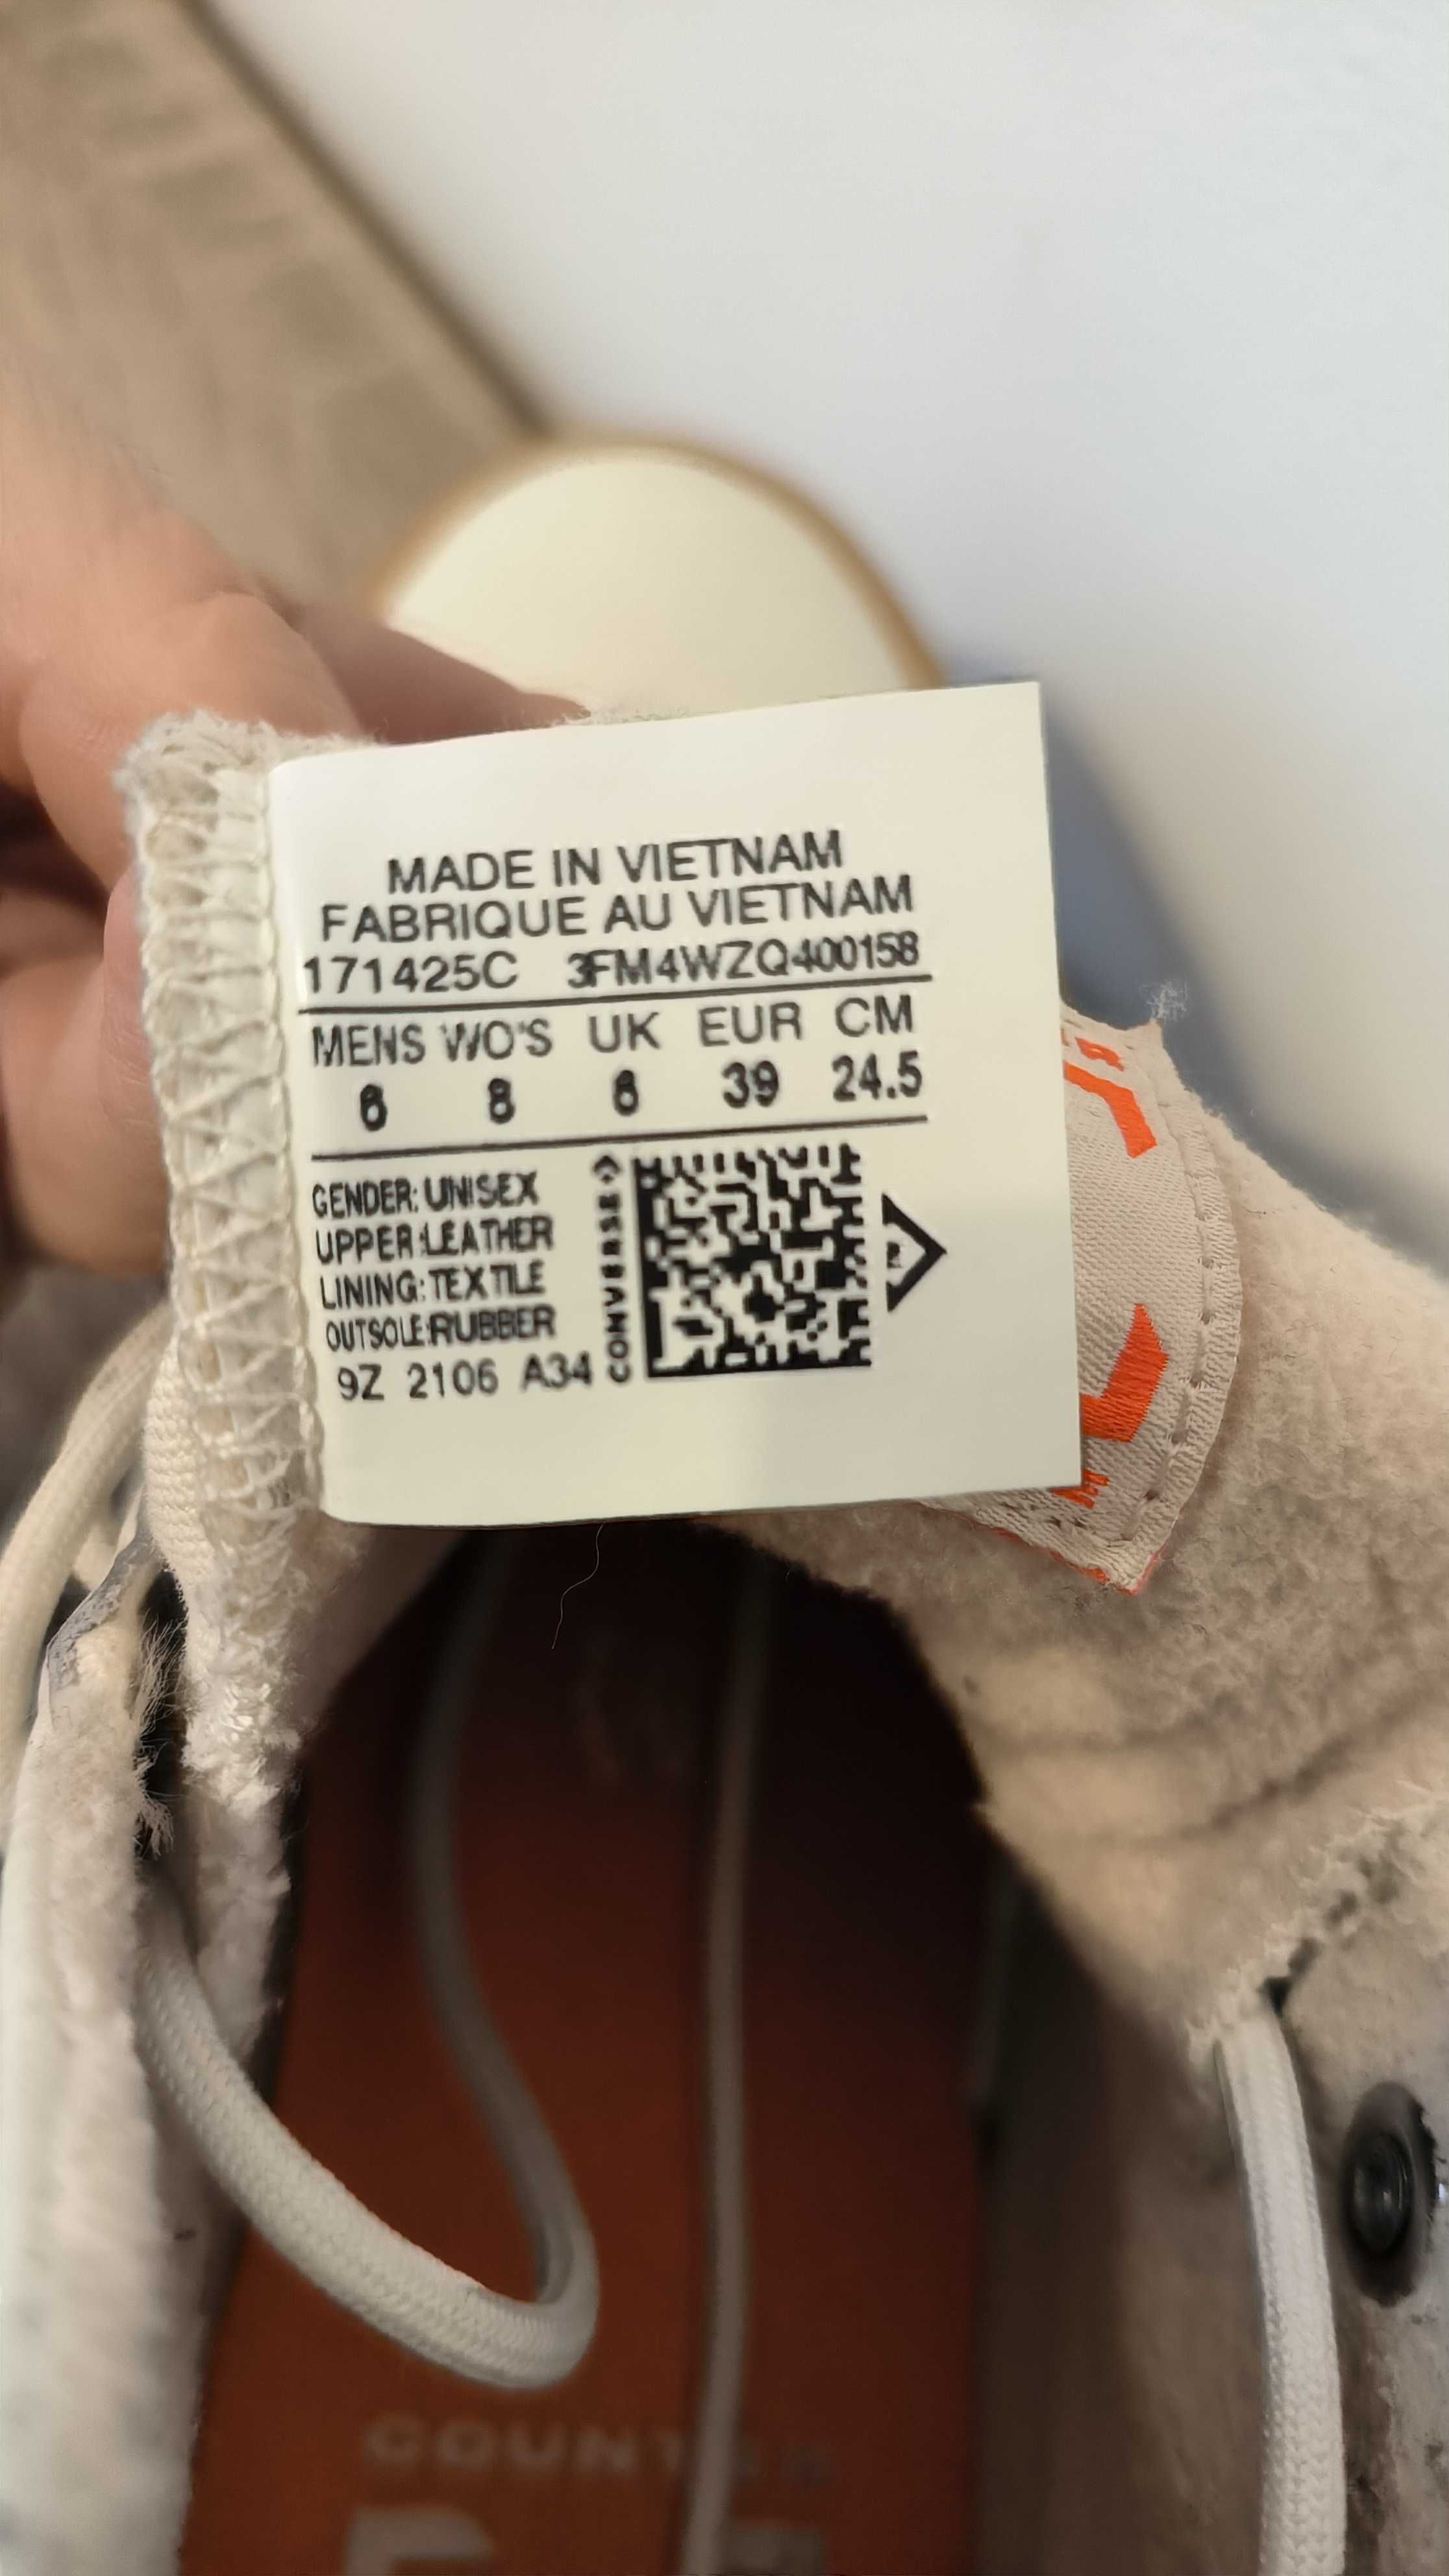 MADE IN VIETNAM
FABRIQUE AU VIETNAM
171425C 3FM4WZQ400158
MENS WO'S UK EUR CM
6 8 6 39 24.5
GENDER: UNISEX
UPPER:LEATHER
LINING:TEXTILE
OUTSOLE:RUBBER
9Z 2106 A34
CONVERSE